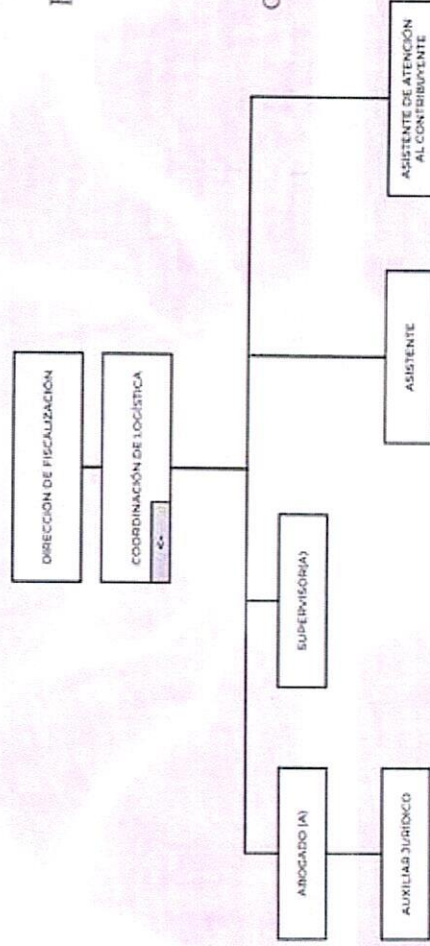 DIRECCIÓN DE FISCALIZACIÓN
COORDINACIÓN DE LOGÍSTICA
<-
ABOGADO (A)
SUPERVISOR(A)
AUXILIAR JURÍDICO
ASISTENTE
ASISTENTE DE ATENCIÓN
AL CONTRIBUYENTE